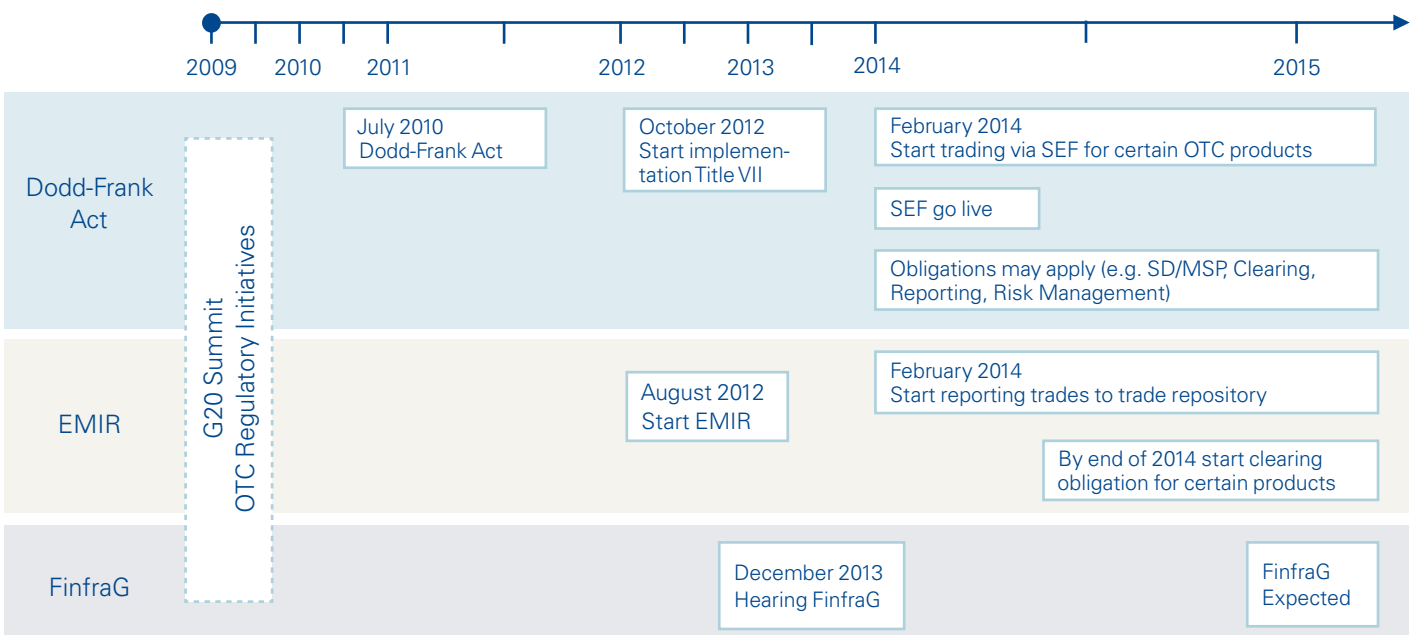 2009 2010 2011 2012 2013 2014 2015
Dodd-Frank
Act
July 2010
Dodd-Frank Act
October 2012
Start implemen-
tation Title VII
February 2014
Start trading via SEF for certain OTC products
SEF go live
Obligations may apply (e.g. SD/MSP, Clearing,
Reporting, Risk Management)
G20 Summit
OTC Regulatory Initiatives
EMIR
August 2012
Start EMIR
February 2014
Start reporting trades to trade repository
By end of 2014 start clearing
obligation for certain products
FinfraG
December 2013
Hearing FinfraG
FinfraG
Expected